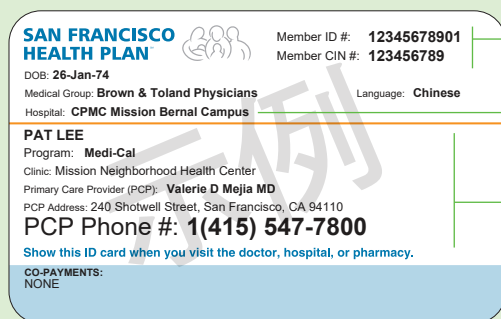 SAN FRANCISCO
HEALTH PLAN
Member ID #: 12345678901
Member CIN #: 123456789
DOB: 26-Jan-74
Medical Group: Brown & Toland Physicians Language: Chinese
Hospital: CPMC Mission Bernal Campus
PAT LEE
Program: Medi-Cal
Clinic: Mission Neighborhood Health Center
Primary Care Provider (PCP): Valerie D Mejia MD
PCP Address: 240 Shotwell Street, San Francisco, CA 94110
PCP Phone #: 1(415) 547-7800
Show this ID card when you visit the doctor, hospital, or pharmacy.
CO-PAYMENTS:
NONE
示例